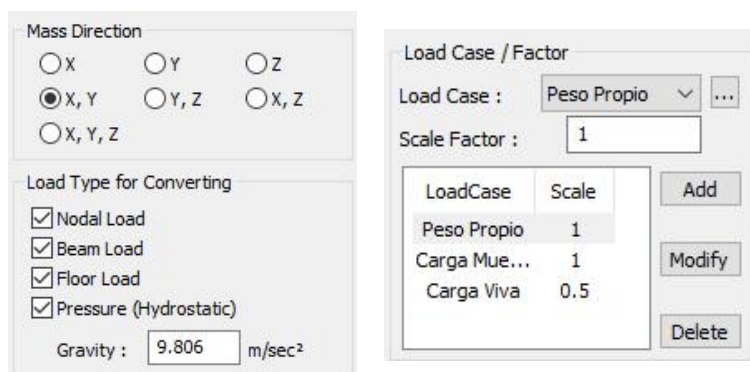 Mass Direction
X Y Z
X, Y Y, Z X, Z
X, Y, Z
Load Type for Converting
Nodal Load
Beam Load
Floor Load
Pressure (Hydrostatic)
Gravity : 9.806 m/sec²
Load Case / Factor
Load Case : Peso Propio ...
Scale Factor : 1
LoadCase Scale
Peso Propio 1
Carga Mue... 1
Carga Viva 0.5
Add
Modify
Delete